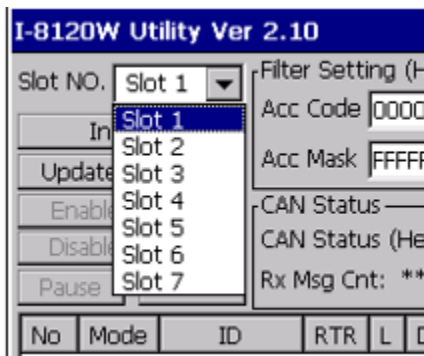 I-8120W Utility Ver 2.10
Slot NO. Slot 1
Slot 1
Slot 2
Slot 3
Slot 4
Slot 5
Slot 6
Slot 7
Pause
Filter Setting (H
Acc Code
Acc Mask
CAN Status
CAN Status (He
Rx Msg Cnt: **
No Mode ID RTR L